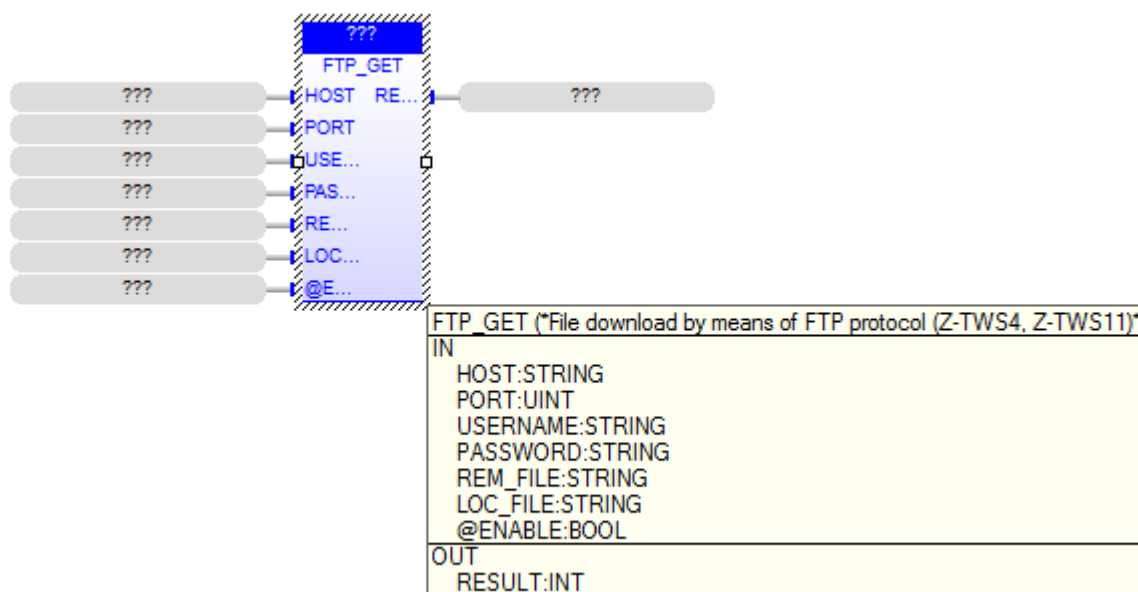 ???
FTP_GET
??? HOST RE... ???
??? PORT
??? USE...
??? PAS...
??? RE...
??? LOC...
??? @E...
FTP_GET (*File download by means of FTP protocol (Z-TWS4, Z-TWS11)*
IN
HOST:STRING
PORT:UINT
USERNAME:STRING
PASSWORD:STRING
REM_FILE:STRING
LOC_FILE:STRING
@ENABLE:BOOL
OUT
RESULT:INT